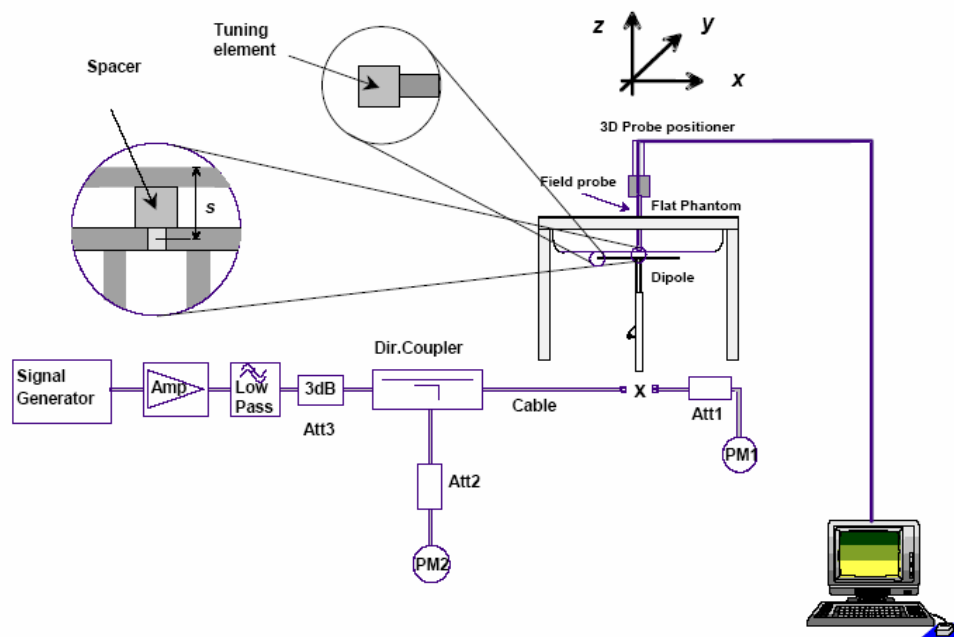 Tuning
element
Spacer
z
y
x
3D Probe positioner
Field probe
Flat Phantom
s
Dipole
Dir.Coupler
Signal
Generator
Amp
Low
Pass
3dB
Att3
Cable
x
Att1
PM1
Att2
PM2